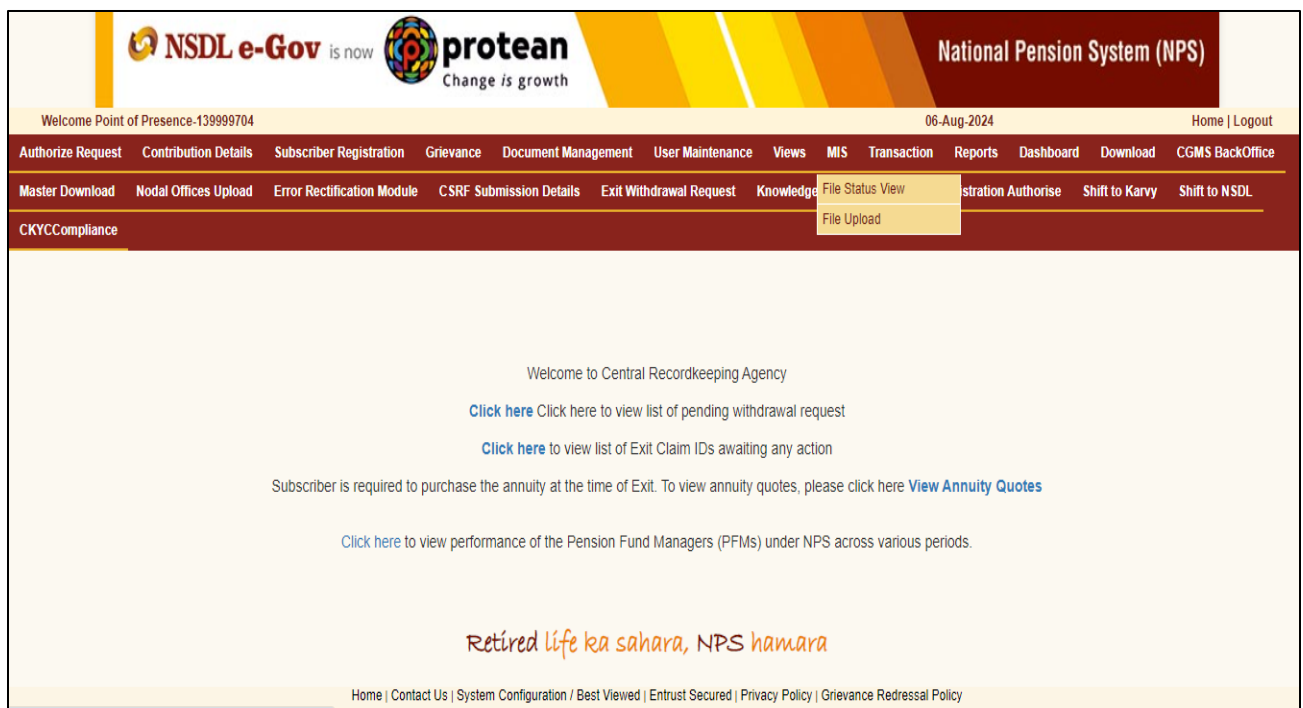 NSDL e-Gov is now protean
Change is growth
National Pension System (NPS)
Welcome Point of Presence-139999704 06-Aug-2024 Home | Logout
Authorize Request Contribution Details Subscriber Registration Grievance Document Management User Maintenance Views MIS Transaction Reports Dashboard Download CGMS BackOffice
Master Download Nodal Offices Upload Error Rectification Module CSRF Submission Details Exit Withdrawal Request Knowledge File Status View istration Authorise Shift to Karvy Shift to NSDL
File Upload
CKYCCompliance
Welcome to Central Recordkeeping Agency
Click here Click here to view list of pending withdrawal request
Click here to view list of Exit Claim IDs awaiting any action
Subscriber is required to purchase the annuity at the time of Exit. To view annuity quotes, please click here View Annuity Quotes
Click here to view performance of the Pension Fund Managers (PFMs) under NPS across various periods.
Retired life ka sahara, NPS hamara
Home | Contact Us | System Configuration / Best Viewed | Entrust Secured | Privacy Policy | Grievance Redressal Policy